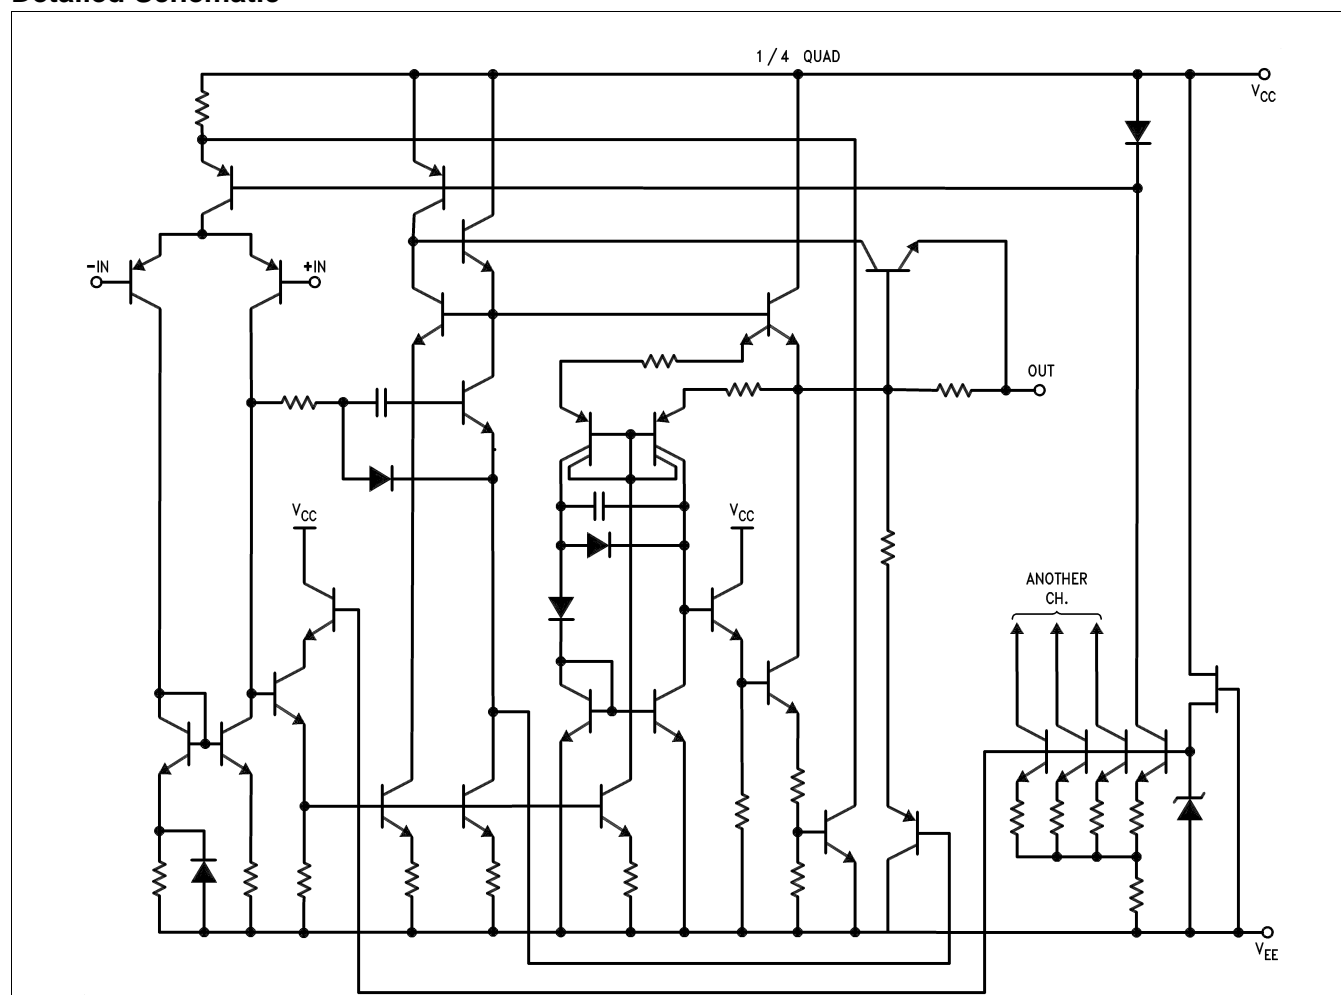 Detailed Schematic
1/4 QUAD
VCC
-IN
+IN
OUT
VCC
VCC
ANOTHER
CH.
VEE